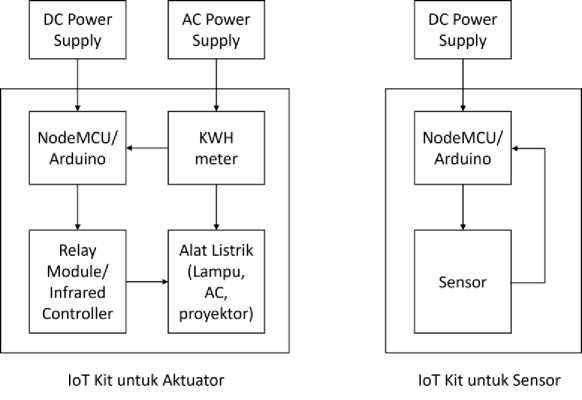 DC Power
Supply
AC Power
Supply
NodeMCU/
Arduino
KWH
meter
Relay
Module/
Infrared
Controller
Alat Listrik
(Lampu,
AC,
proyektor)
IoT Kit untuk Aktuator
DC Power
Supply
NodeMCU/
Arduino
Sensor
IoT Kit untuk Sensor